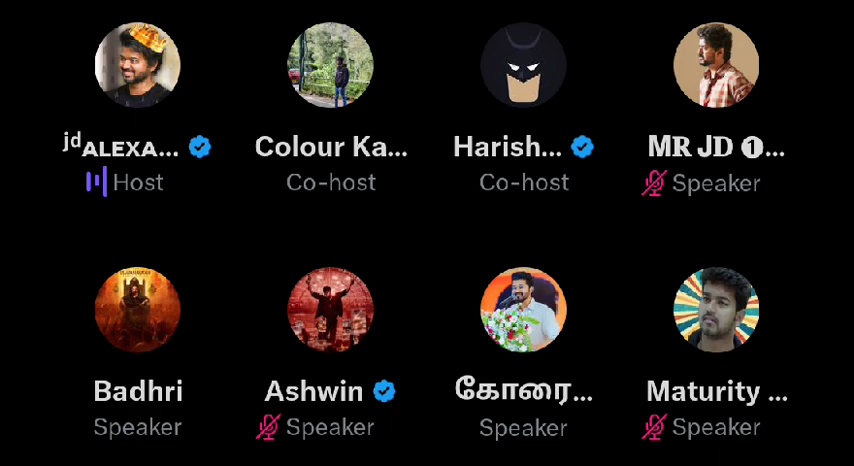 jdALEXA...
Host
Colour Ka...
Co-host
Harish...
Co-host
MR JD ❶...
Speaker
Badhri
Speaker
Ashwin
Speaker
கோரை...
Speaker
Maturity ...
Speaker